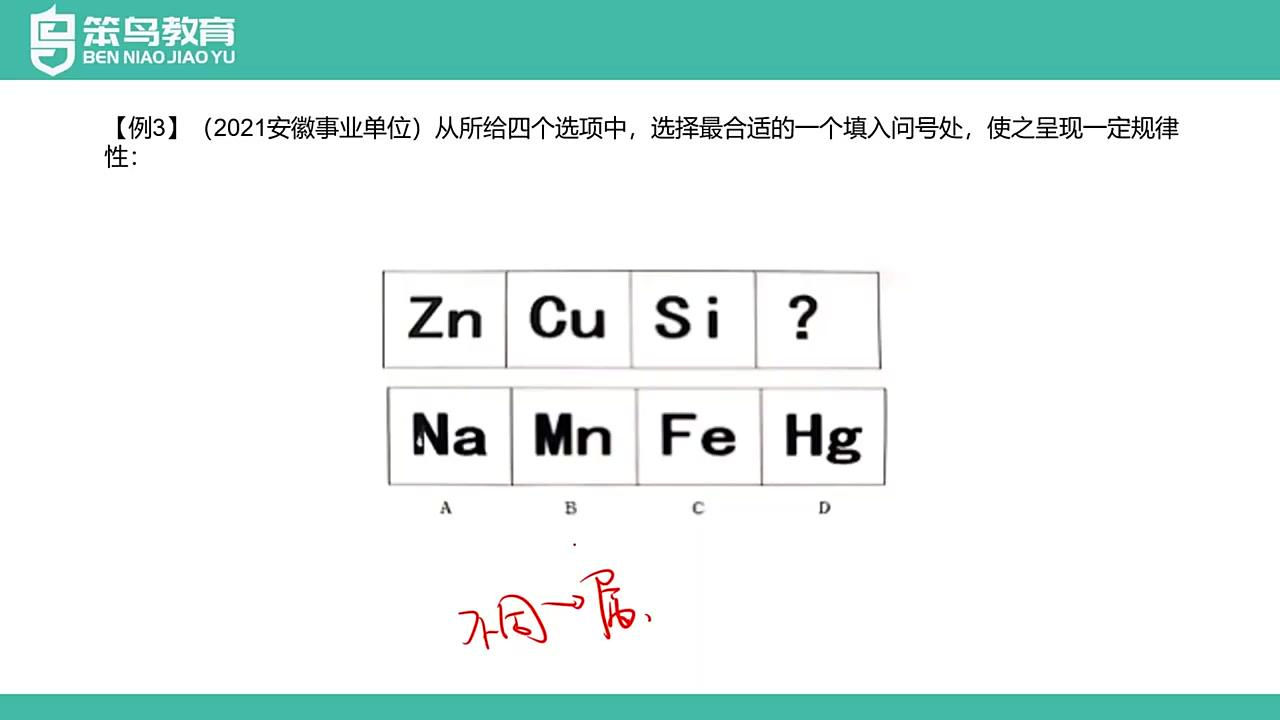 笨鸟教育
BEN NIAO JIAO YU
【例3】（2021安徽事业单位）从所给四个选项中，选择最合适的一个填入问号处，使之呈现一定规律
性：
Zn Cu Si ?
Na Mn Fe Hg
A B C D
不同→属、